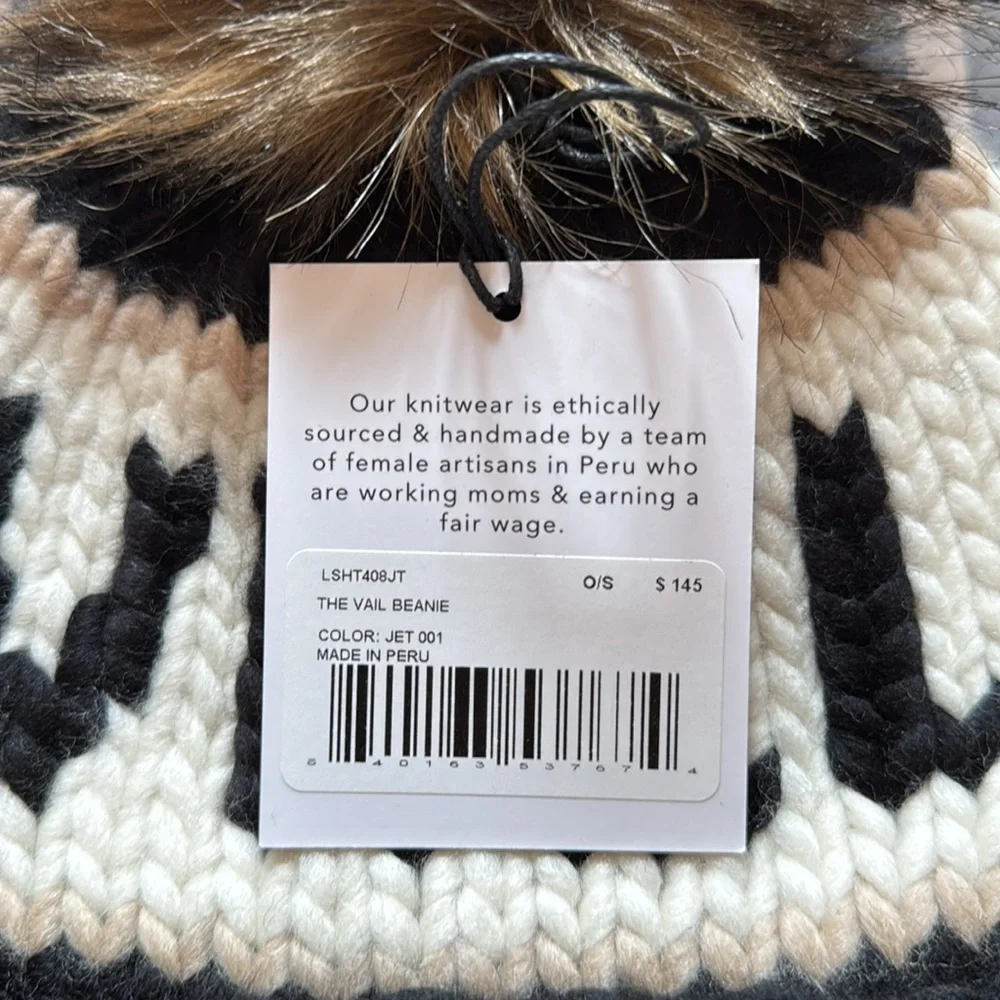 Our knitwear is ethically
sourced & handmade by a team
of female artisans in Peru who
are working moms & earning a
fair wage.
LSHT408JT O/S $ 145
THE VAIL BEANIE
COLOR: JET 001
MADE IN PERU
8 40163 53767 4